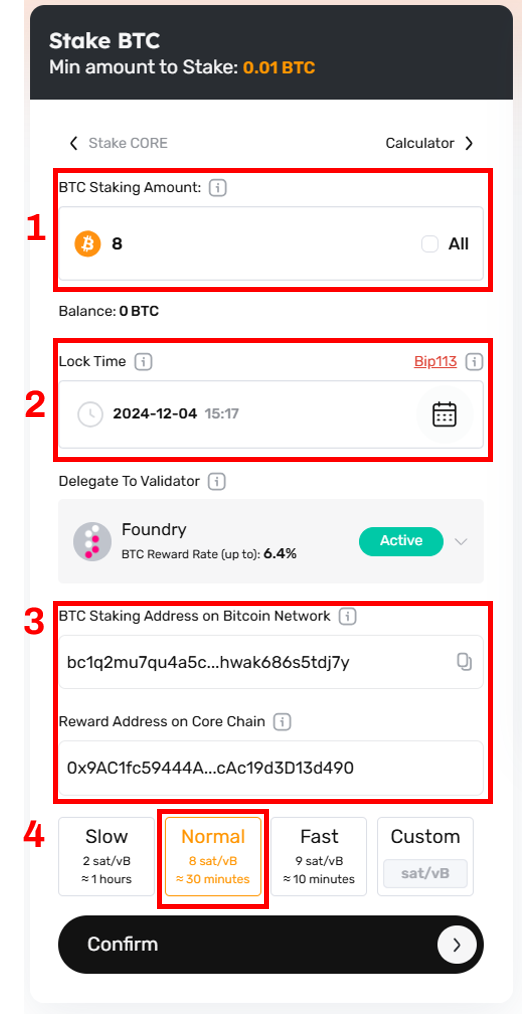 Stake BTC
Min amount to Stake: 0.01 BTC
Stake CORE
Calculator
BTC Staking Amount:
1
8
All
Balance: 0 BTC
Lock Time
Bip113
2
2024-12-04 15:17
Delegate To Validator
Foundry
BTC Reward Rate (up to): 6.4%
Active
3
BTC Staking Address on Bitcoin Network
bc1q2mu7qu4a5c...hwak686s5tdj7y
Reward Address on Core Chain
0x9AC1fc59444A...cAc19d3D13d490
4
Slow
2 sat/vB
≈ 1 hours
Normal
8 sat/vB
≈ 30 minutes
Fast
9 sat/vB
≈ 10 minutes
Custom
sat/vB
Confirm